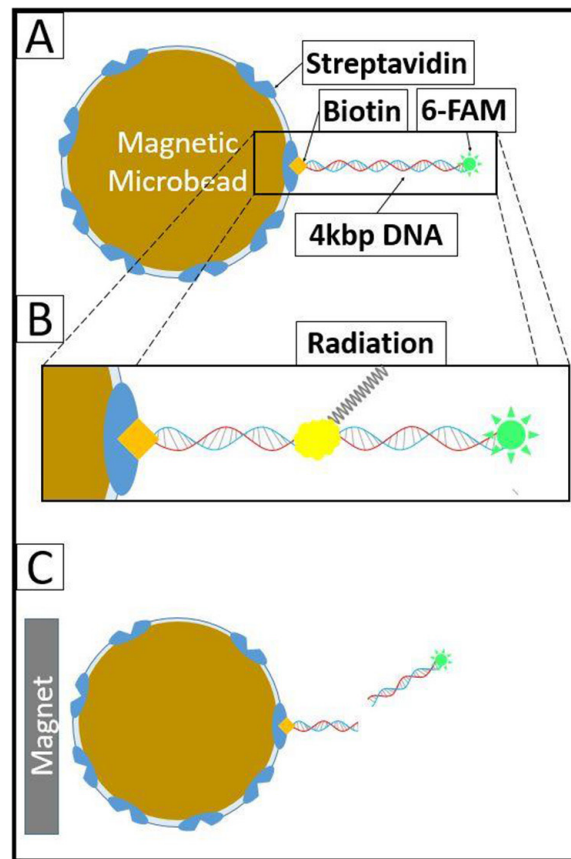 A
Streptavidin
Biotin
6-FAM
Magnetic
Microbead
4kbp DNA
B
Radiation
C
Magnet